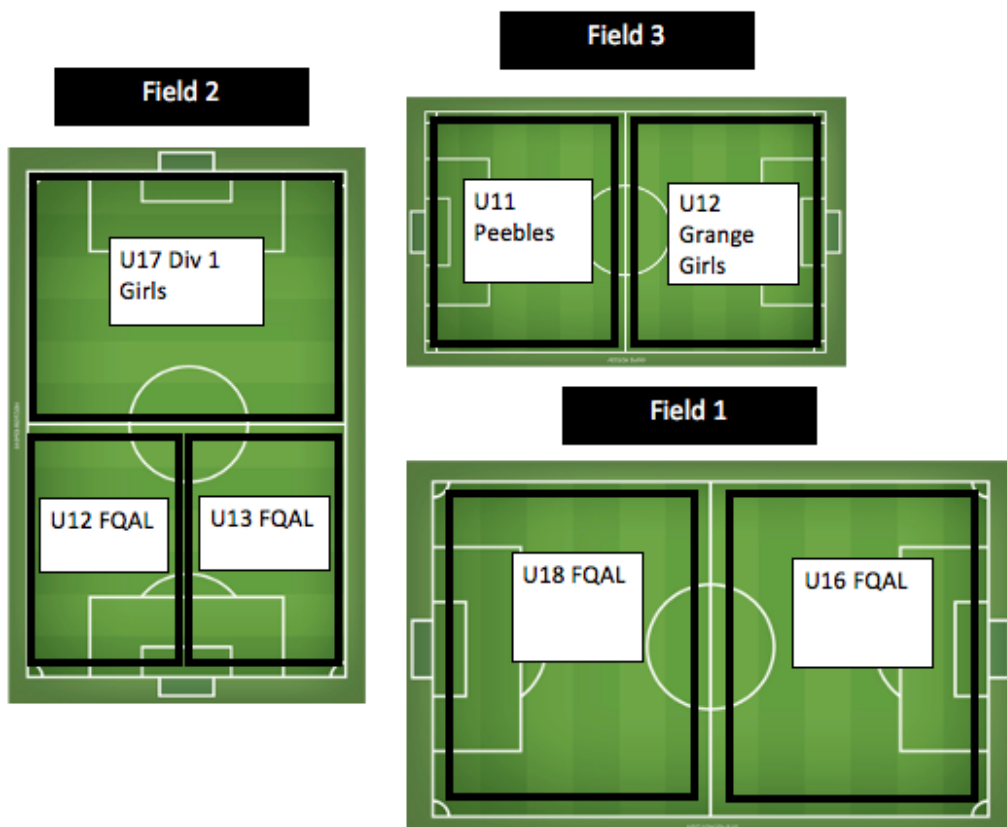 Field 3
Field 2
U11
Peebles
U12
Grange
Girls
U17 Div 1
Girls
Field 1
U12 FQAL
U13 FQAL
U18 FQAL
U16 FQAL